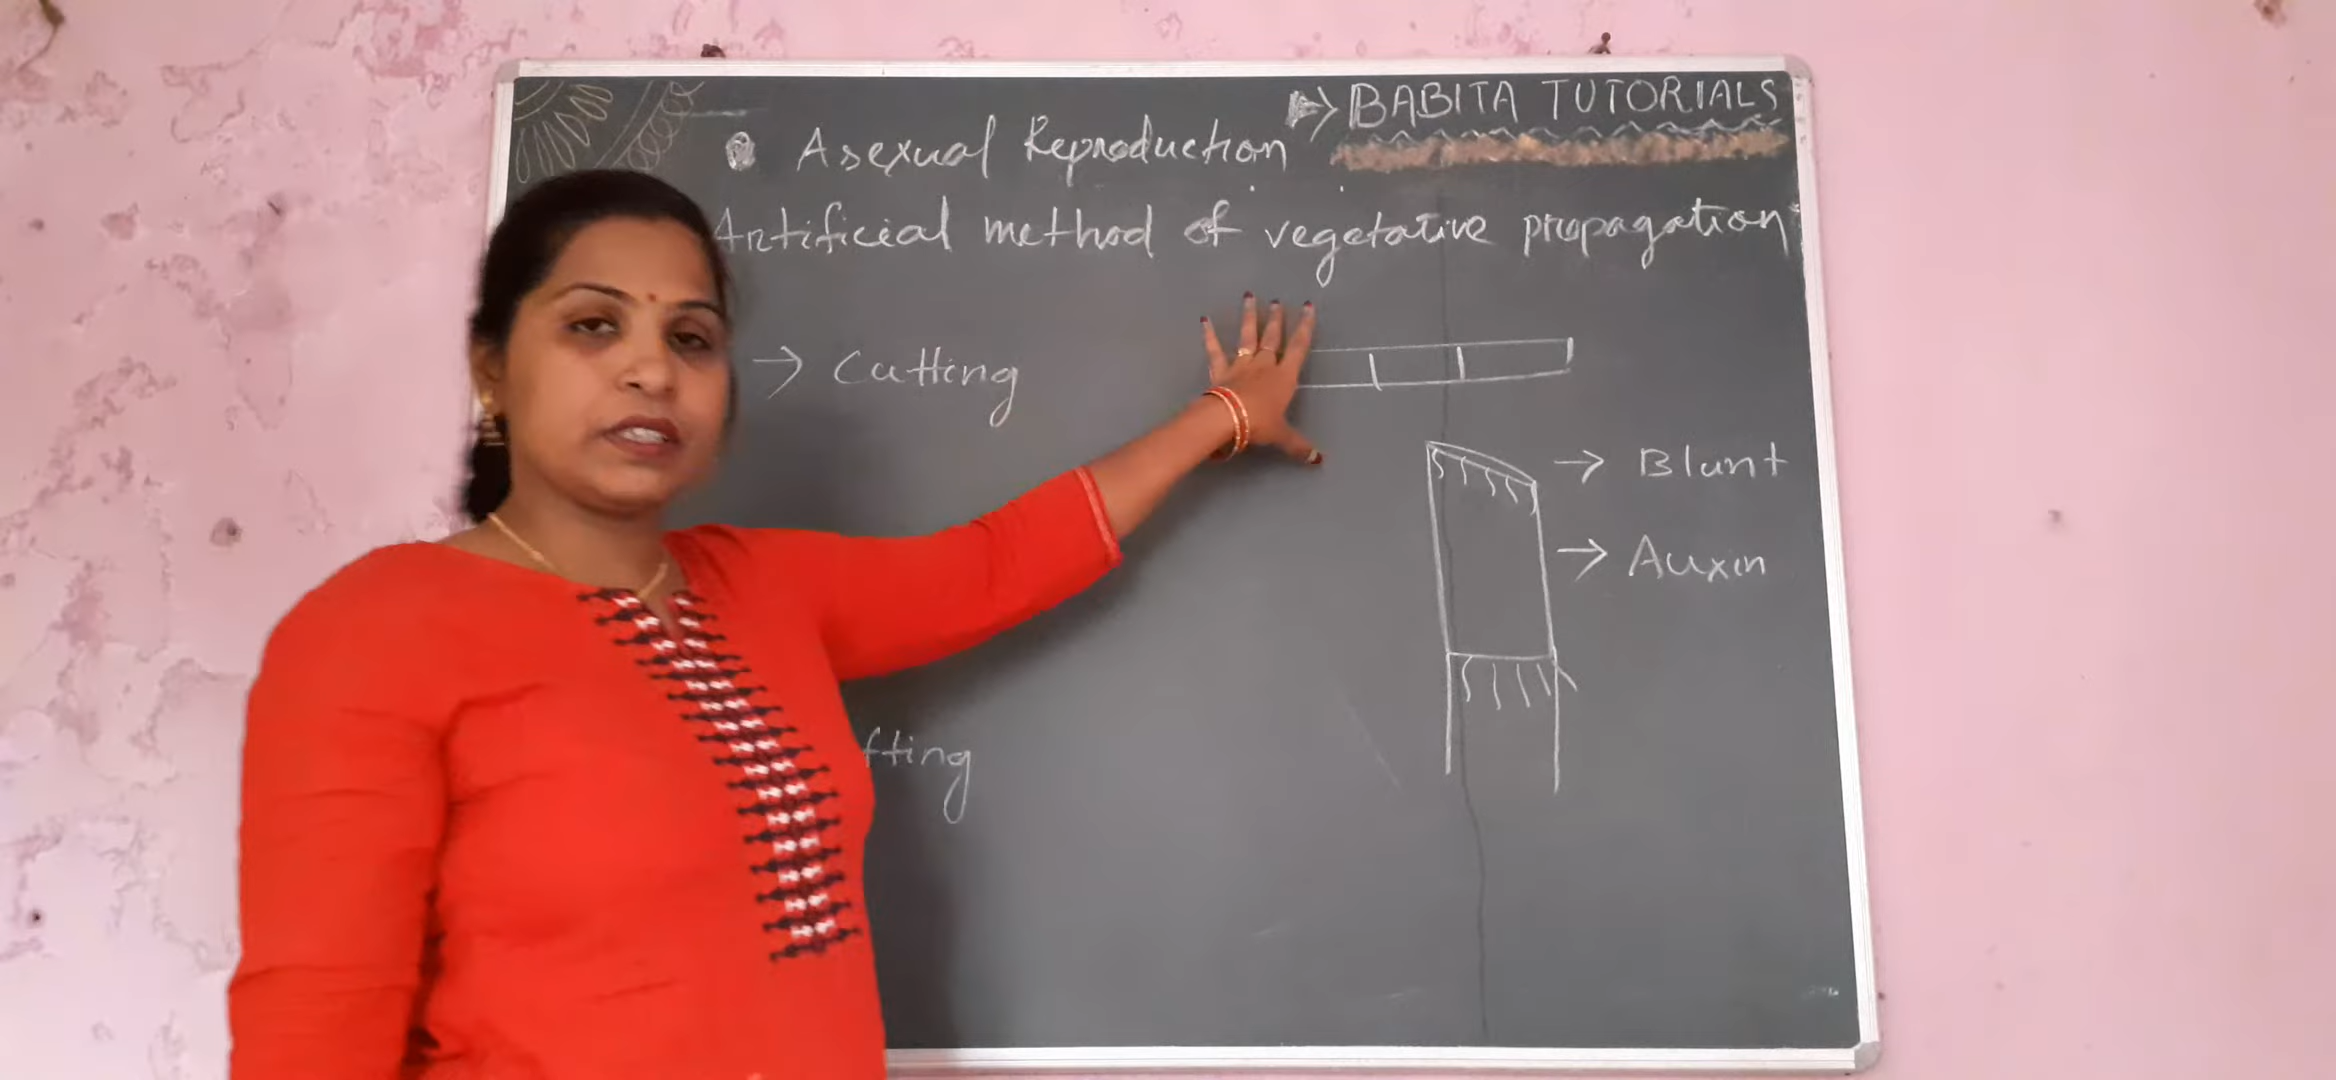 → BABITA TUTORIALS
Asexual Reproduction
Artificial method of vegetative propagation
→ Cutting
→ Blunt
→ Auxin
fting